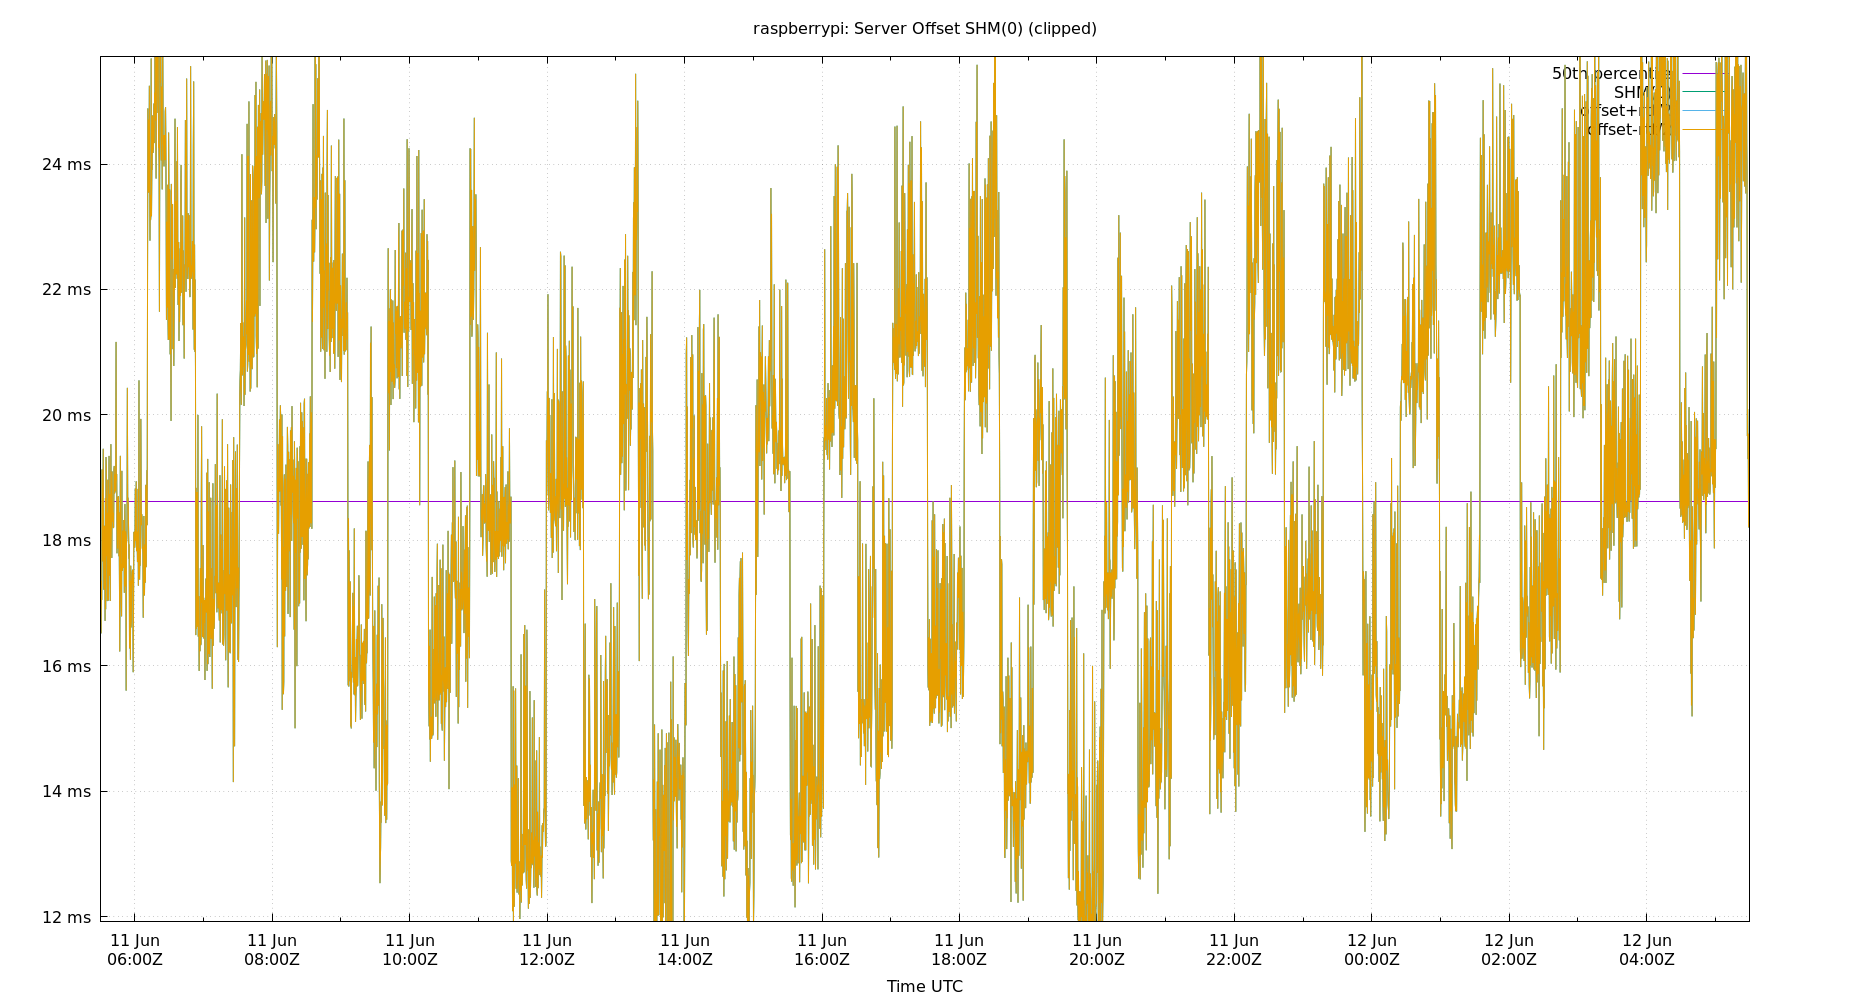 raspberrypi: Server Offset SHM(0) (clipped)
50th percentile
SHM(0)
24 ms
22 ms
20 ms
18 ms
16 ms
14 ms
12 ms
11 Jun 11 Jun 11 Jun 11 Jun 11 Jun 11 Jun 11 Jun 11 Jun 11 Jun 12 Jun 12 Jun 12 Jun
06:00Z 08:00Z 10:00Z 12:00Z 14:00Z 16:00Z 18:00Z 20:00Z 22:00Z 00:00Z 02:00Z 04:00Z
Time UTC